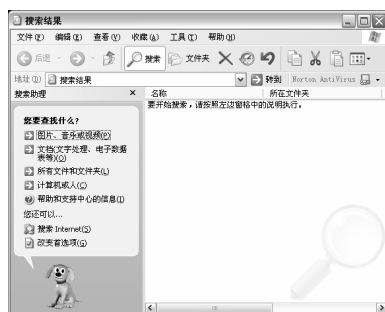 搜索结果
文件(F) 编辑(E) 查看(V) 收藏(A) 工具(T) 帮助(H)
后退 搜索 文件夹
地址(D) 搜索结果 转到 Norton AntiVirus
搜索助理
名称 所在文件夹
要开始搜索，请按照左边窗格中的说明执行。
您要查找什么?
图片、音乐或视频(P)
文档(文字处理、电子数据
表等)(O)
所有文件和文件夹(L)
计算机或人(C)
帮助和支持中心的信息(I)
您还可以...
搜索 Internet(S)
改变首选项(G)